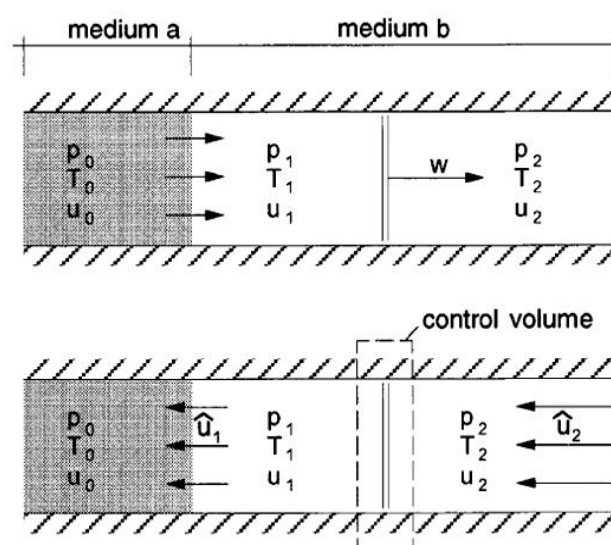 medium a medium b
p₀ p₁ p₂
T₀ T₁ w T₂
u₀ u₁ u₂
control volume
p₀ û₁ p₁ p₂ û₂
T₀ T₁ T₂
u₀ u₁ u₂